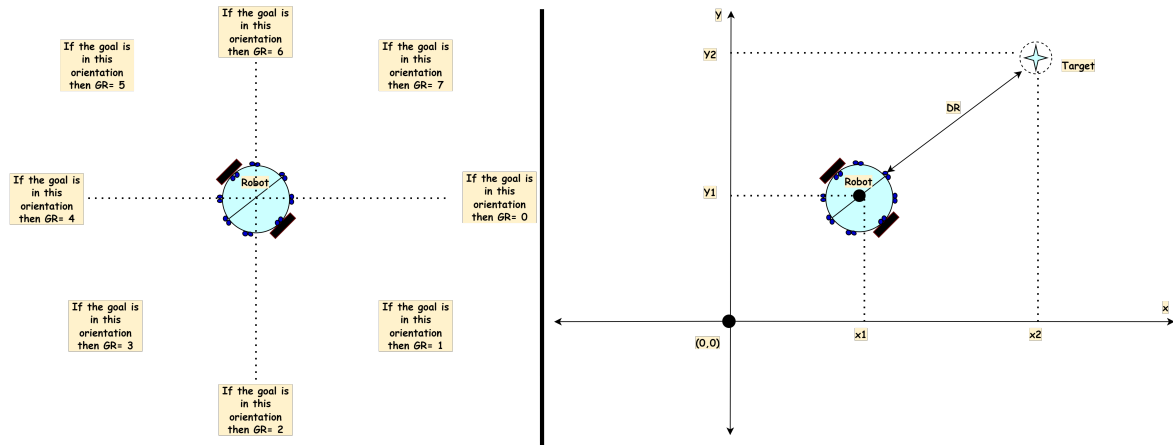 If the goal is
in this
orientation
then GR= 5
If the goal is
in this
orientation
then GR= 6
If the goal is
in this
orientation
then GR= 7
If the goal is
in this
orientation
then GR= 4
Robot
If the goal is
in this
orientation
then GR= 0
If the goal is
in this
orientation
then GR= 3
If the goal is
in this
orientation
then GR= 1
If the goal is
in this
orientation
then GR= 2
Y
Y2
Target
DR
Robot
Y1
x
(0,0)
x1
x2